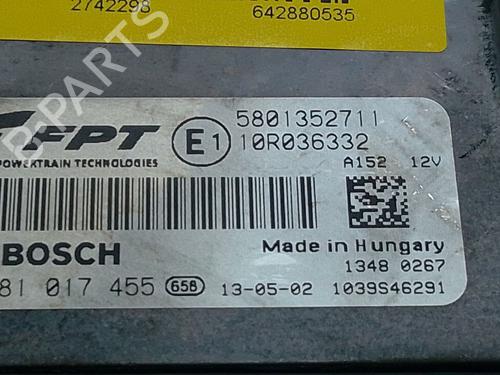 2742298
642880535
FPT
5801352711
POWERTRAIN TECHNOLOGIES
E1
10R036332
A152 12V
BOSCH
Made in Hungary
1348 0267
81 017 455
658
13-05-02
1039S46291
B-PARTS